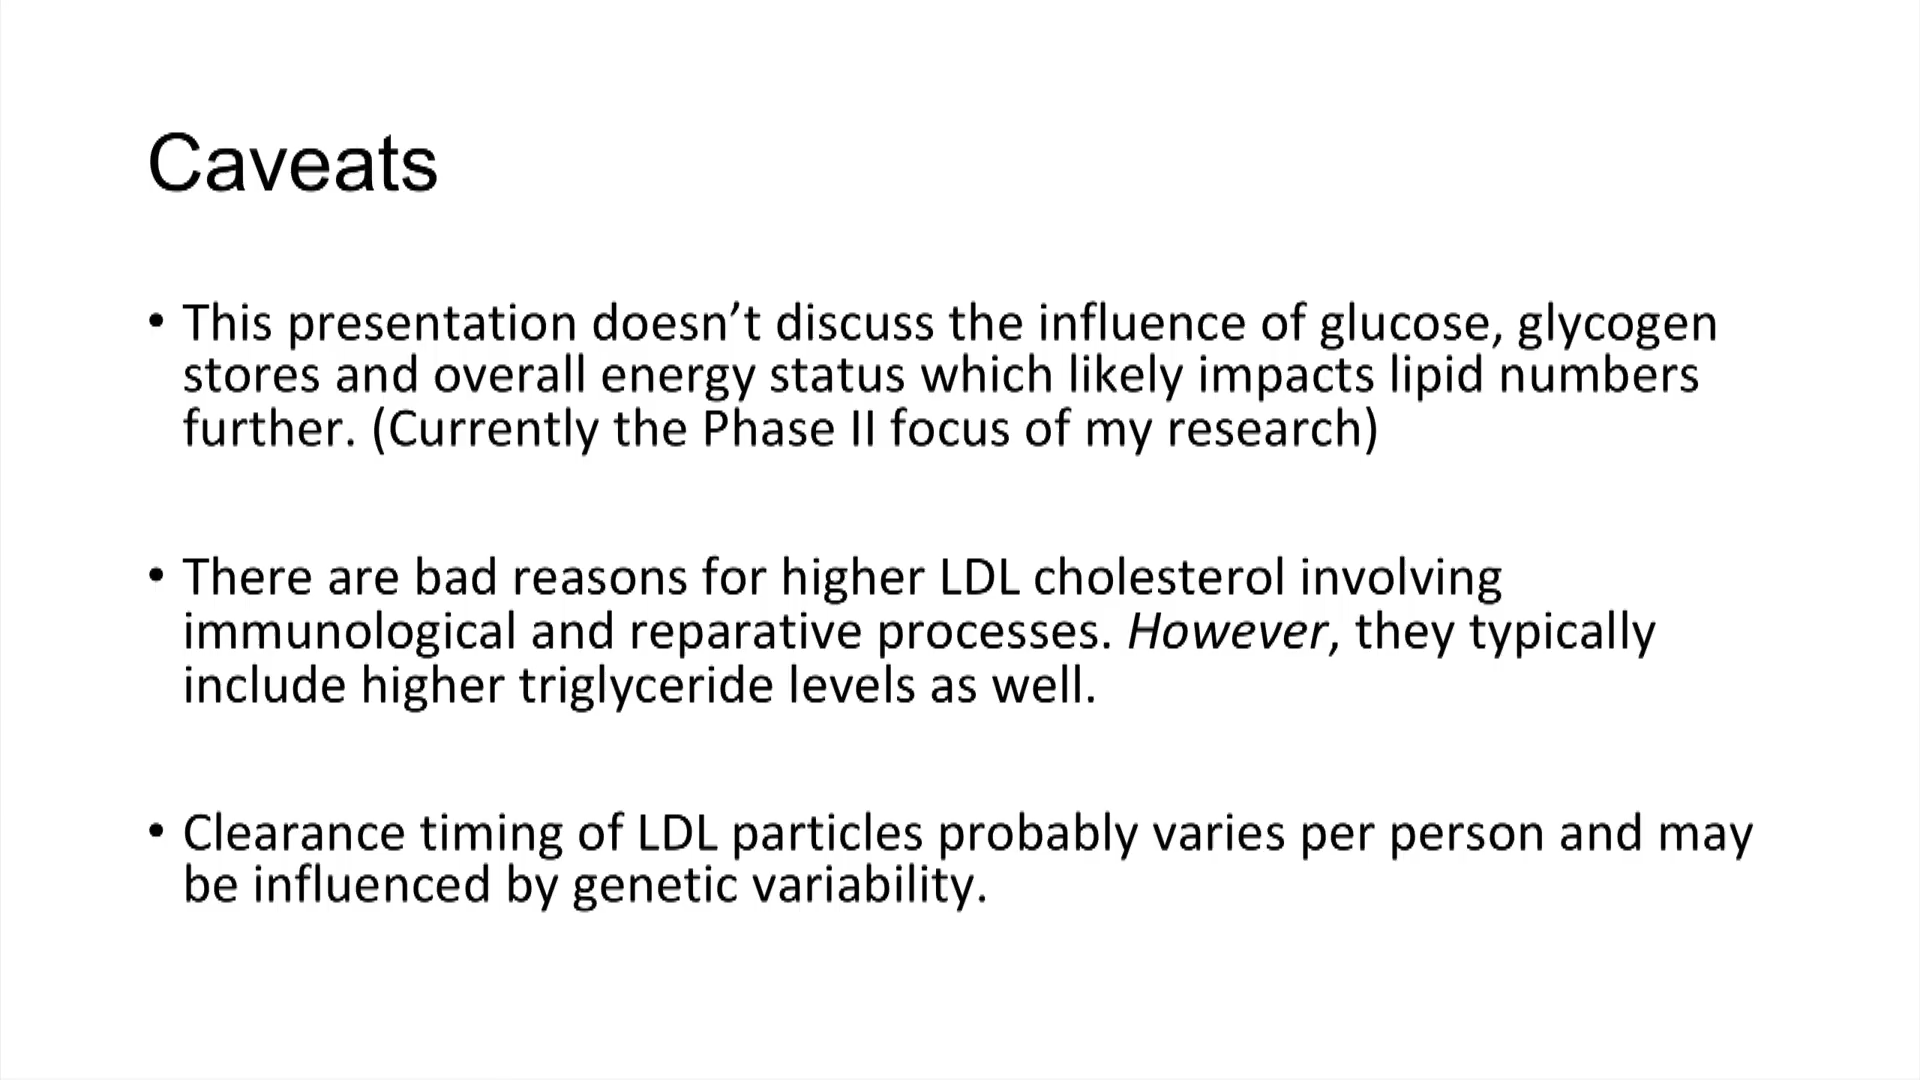 Caveats
• This presentation doesn’t discuss the influence of glucose, glycogen
stores and overall energy status which likely impacts lipid numbers
further. (Currently the Phase II focus of my research)
• There are bad reasons for higher LDL cholesterol involving
immunological and reparative processes. However, they typically
include higher triglyceride levels as well.
• Clearance timing of LDL particles probably varies per person and may
be influenced by genetic variability.